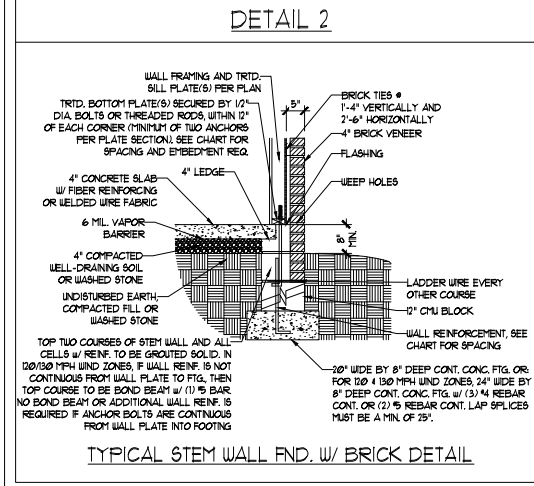 DETAIL 2
WALL FRAMING AND TRTD.
SILL PLATE(S) PER PLAN
TRTD. BOTTOM PLATE(S) SECURED BY 1/2"
DIA. BOLTS OR THREADED RODS, WITHIN 12"
OF EACH CORNER (MINIMUM OF TWO ANCHORS
PER PLATE SECTION). SEE CHART FOR
SPACING AND EMBEDMENT REQ.
4" LEDGE
4" CONCRETE SLAB
W/ FIBER REINFORCING
OR WELDED WIRE FABRIC
6 MIL. VAPOR
BARRIER
4" COMPACTED
WELL-DRAINING SOIL
OR WASHED STONE
UNDISTURBED EARTH,
COMPACTED FILL OR
WASHED STONE
TOP TWO COURSES OF STEM WALL AND ALL
CELLS w/ REINF. TO BE GROUTED SOLID. IN
120/130 MPH WIND ZONES, IF WALL REINF. IS NOT
CONTINUOUS FROM WALL PLATE TO FTG., THEN
TOP COURSE TO BE BOND BEAM w/ (1) #5 BAR.
NO BOND BEAM OR ADDITIONAL WALL REINF. IS
REQUIRED IF ANCHOR BOLTS ARE CONTINUOUS
FROM WALL PLATE INTO FOOTING
5"
BRICK TIES @
1'-4" VERTICALLY AND
2'-6" HORIZONTALLY
4" BRICK VENEER
FLASHING
WEEP HOLES
8"
MIN.
LADDER WIRE EVERY
OTHER COURSE
12" CMU BLOCK
WALL REINFORCEMENT, SEE
CHART FOR SPACING
20" WIDE BY 8" DEEP CONT. CONC. FTG. OR:
FOR 120 & 130 MPH WIND ZONES, 24" WIDE BY
8" DEEP CONT. CONC. FTG. w/ (3) #4 REBAR
CONT. OR (2) #5 REBAR CONT. LAP SPLICES
MUST BE A MIN. OF 25".
TYPICAL STEM WALL FND. W/ BRICK DETAIL